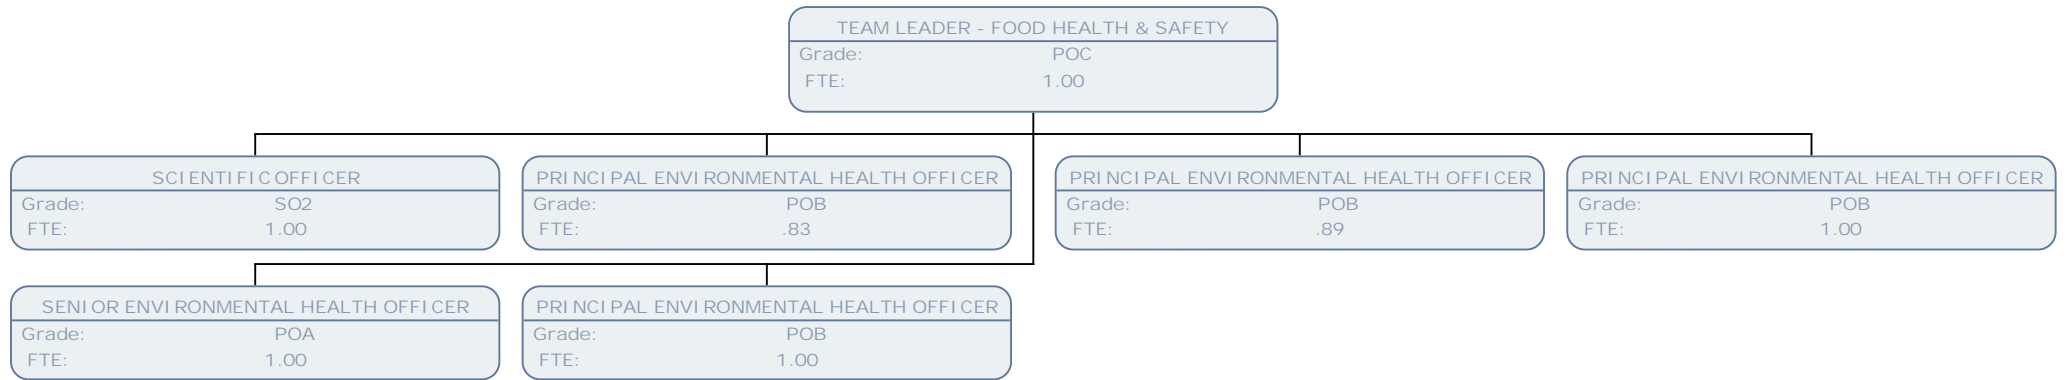 TEAM LEADER - FOOD HEALTH & SAFETY
Grade: POC
FTE: 1.00
SCIENTIFIC OFFICER
Grade: SO2
FTE: 1.00
PRINCIPAL ENVIRONMENTAL HEALTH OFFICER
Grade: POB
FTE: .83
PRINCIPAL ENVIRONMENTAL HEALTH OFFICER
Grade: POB
FTE: .89
PRINCIPAL ENVIRONMENTAL HEALTH OFFICER
Grade: POB
FTE: 1.00
SENIOR ENVIRONMENTAL HEALTH OFFICER
Grade: POA
FTE: 1.00
PRINCIPAL ENVIRONMENTAL HEALTH OFFICER
Grade: POB
FTE: 1.00